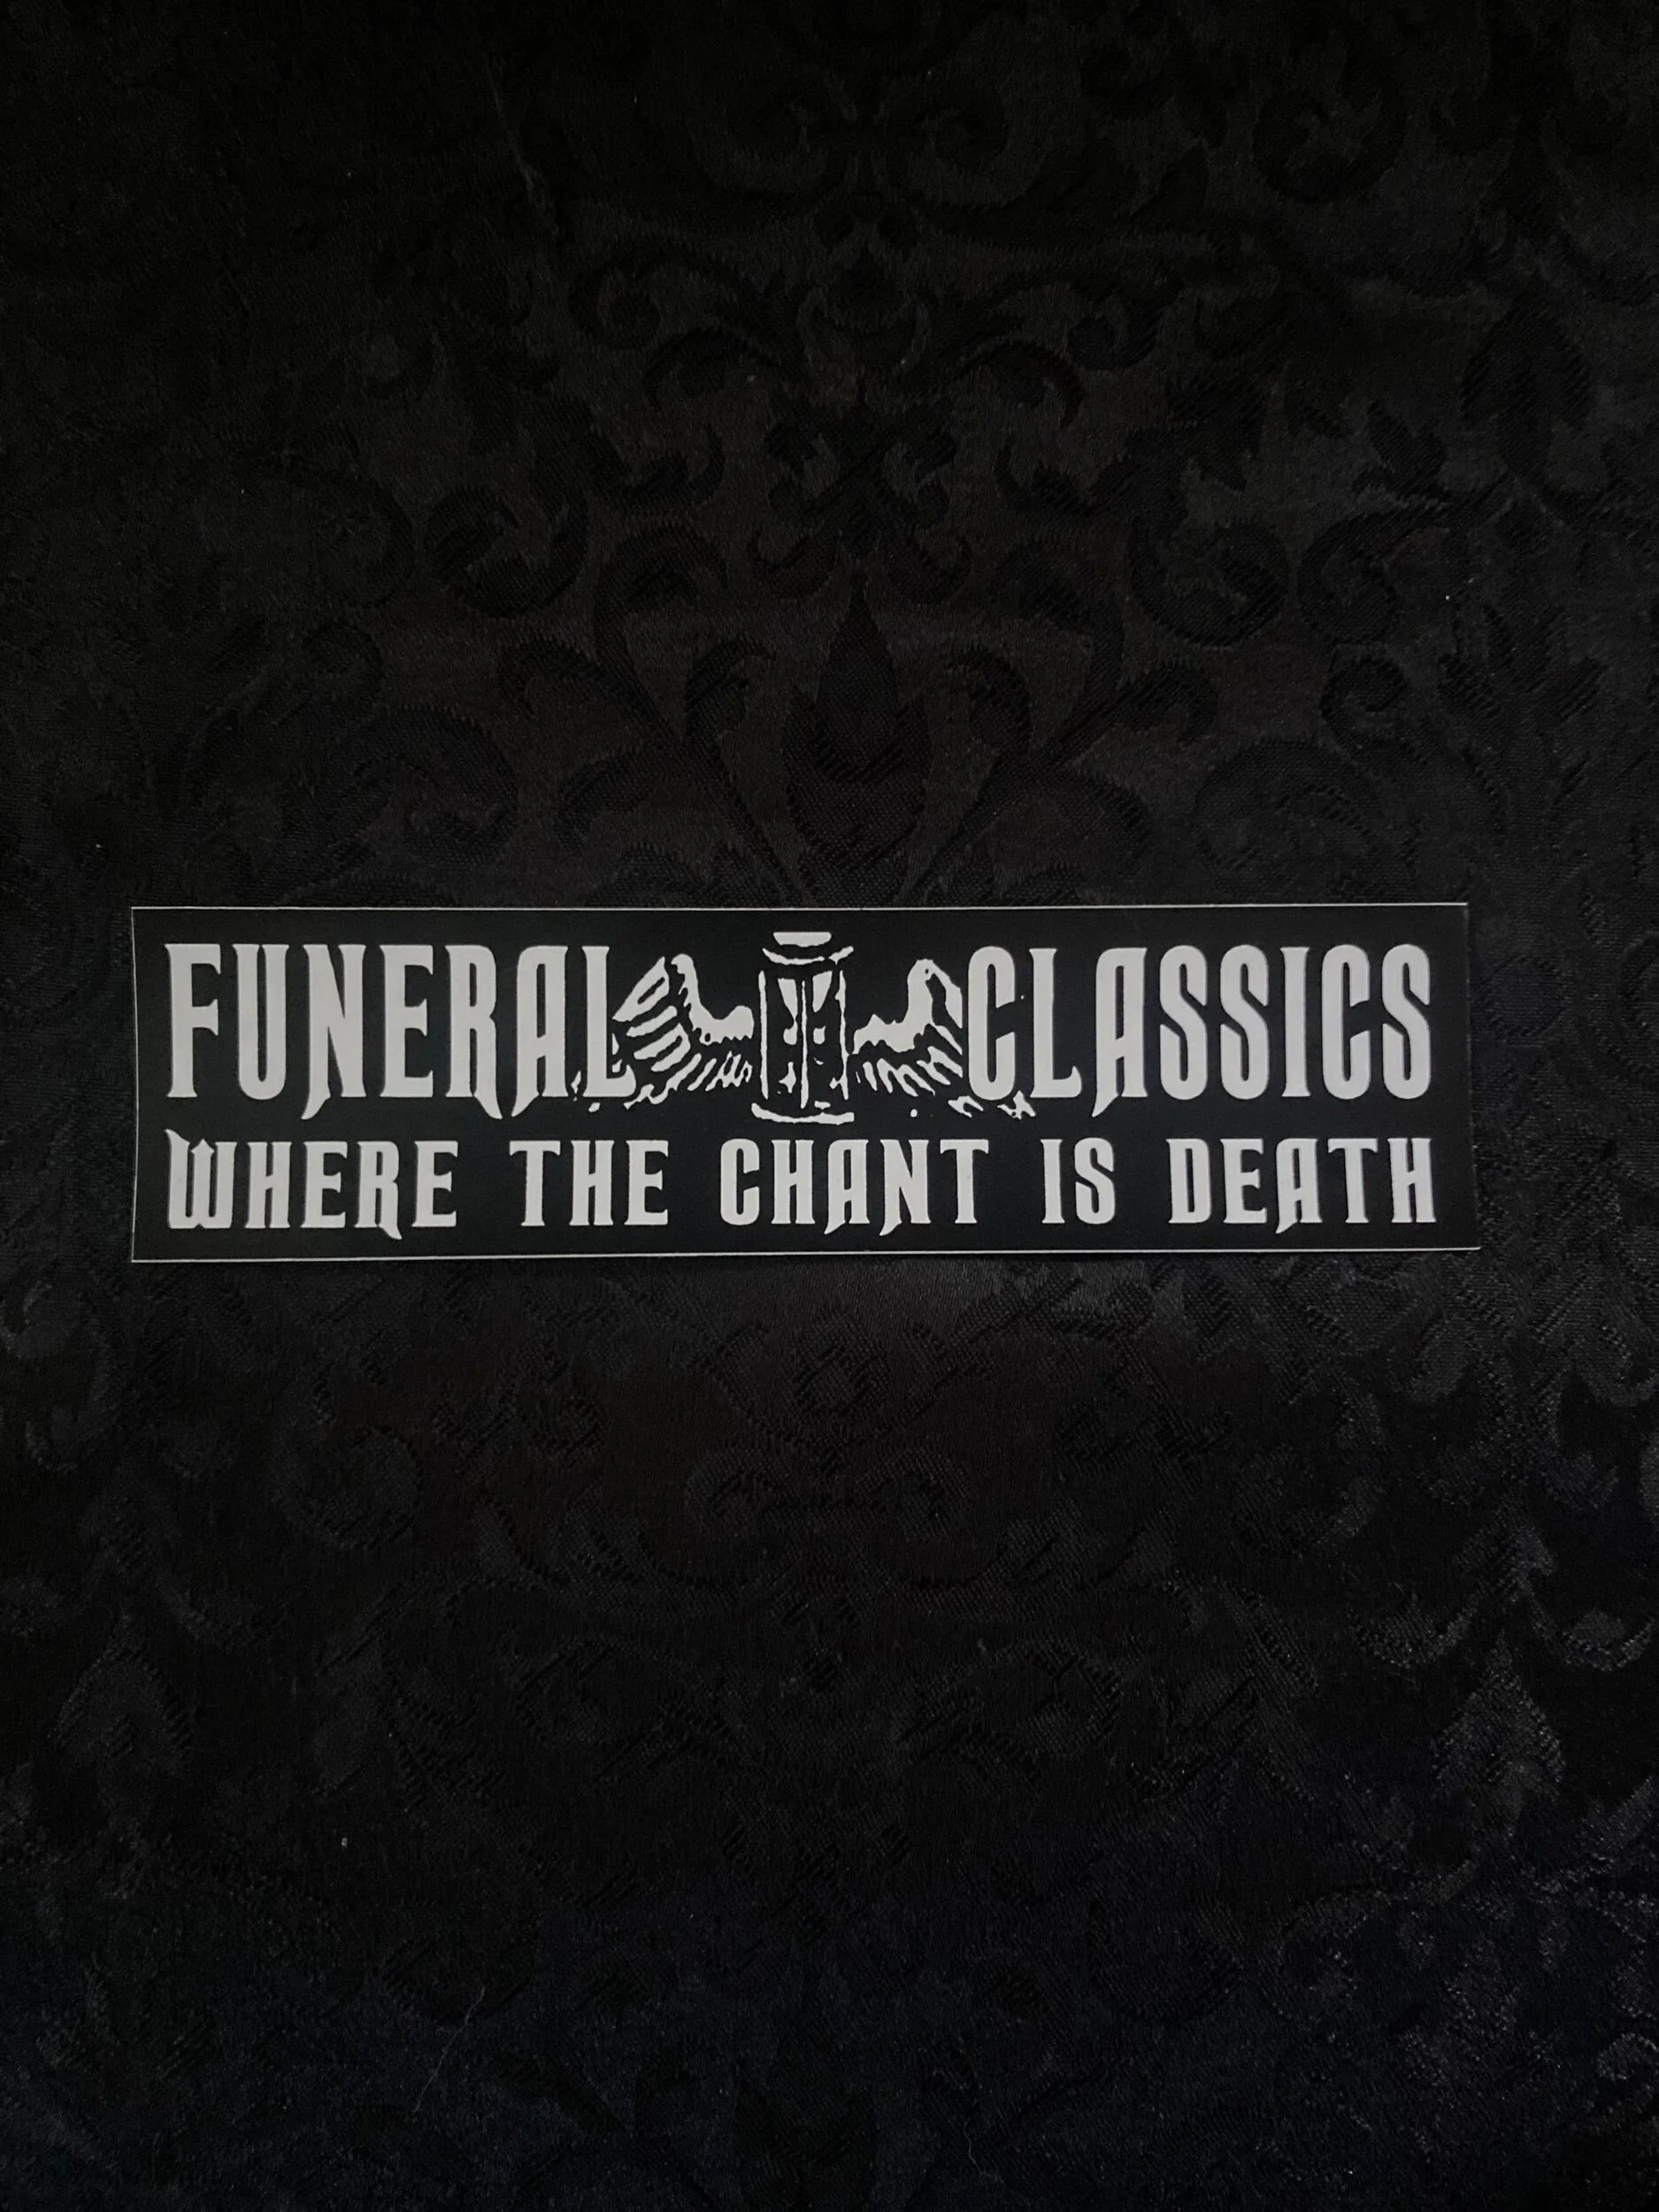 FUNERAL CLASSICS
WHERE THE CHANT IS DEATH